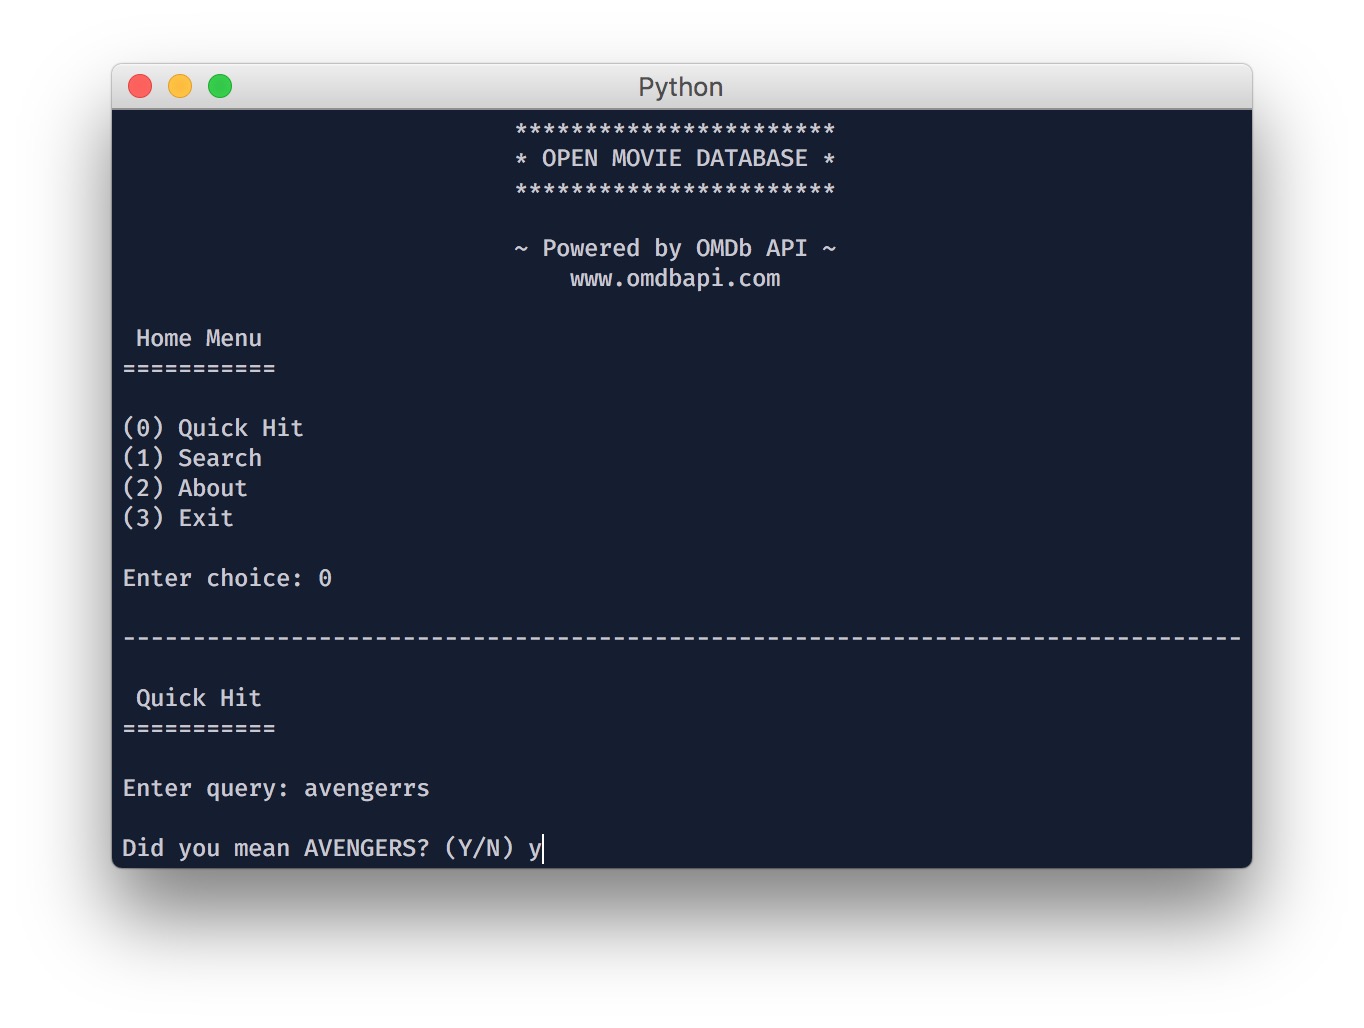 Python
***********************
* OPEN MOVIE DATABASE *
***********************
~ Powered by OMDb API ~
www.omdbapi.com
Home Menu
===========
(0) Quick Hit
(1) Search
(2) About
(3) Exit
Enter choice: 0
--------------------------------------------------------------------------------
Quick Hit
===========
Enter query: avengerrs
Did you mean AVENGERS? (Y/N) y